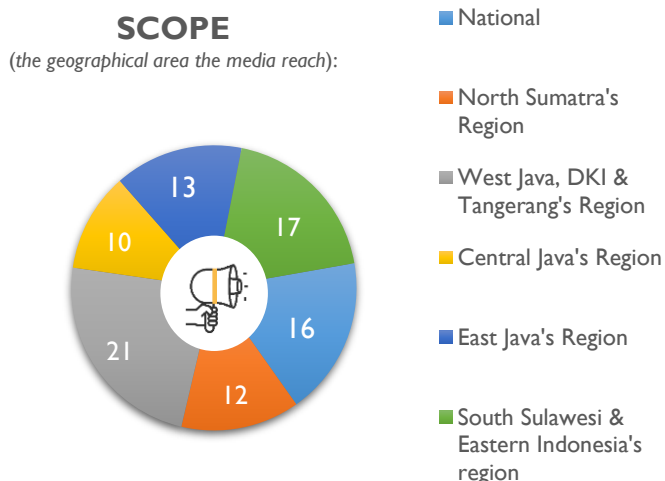 SCOPE
(the geographical area the media reach):
13
17
10
16
21
12
National
North Sumatra's
Region
West Java, DKI &
Tangerang's Region
Central Java's Region
East Java's Region
South Sulawesi &
Eastern Indonesia's
region